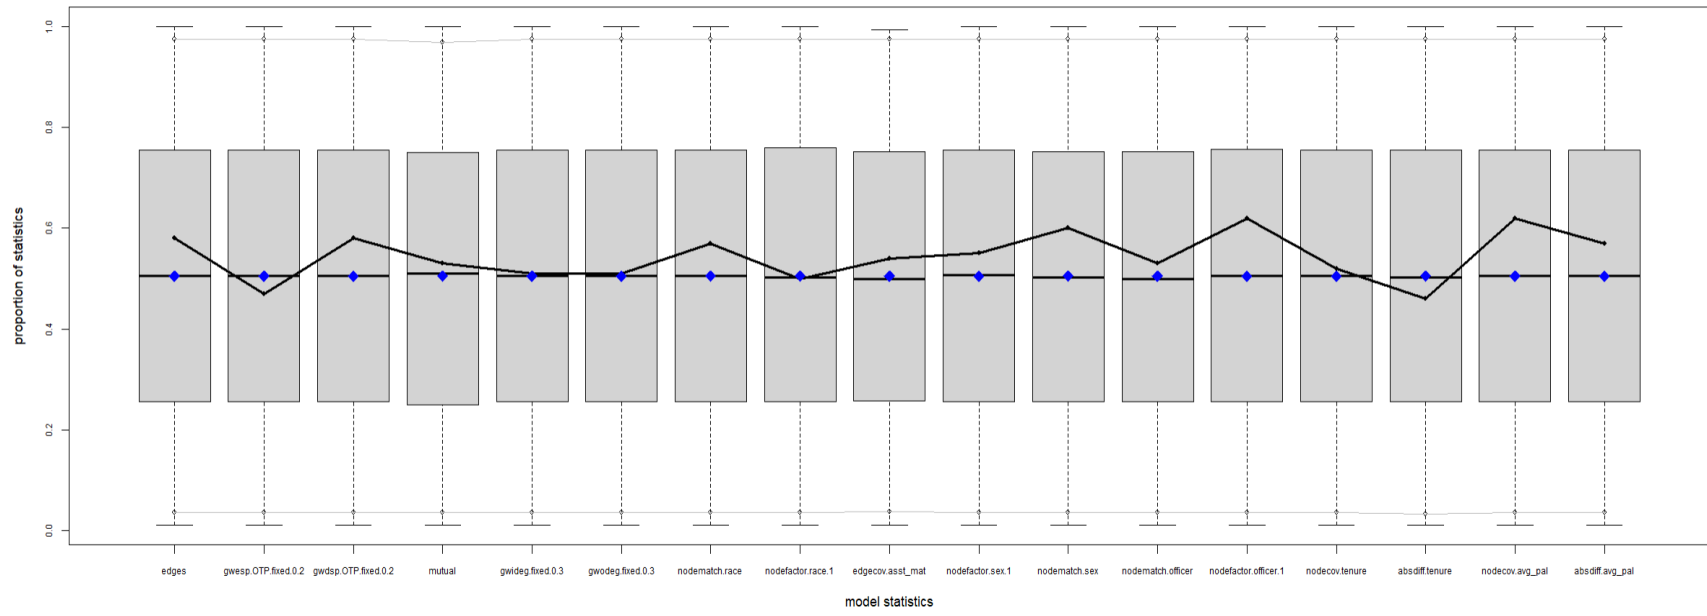 proportion of statistics
1.0
0.8
0.6
0.4
0.2
0.0
edges gwesp.OTP.fixed.0.2 gwdsp.OTP.fixed.0.2 mutual gwideg.fixed.0.3 gwodeg.fixed.0.3 nodematch.race nodefactor.race.1 edgecov.asst_mat nodefactor.sex.1 nodematch.sex nodematch.officer nodefactor.officer.1 nodecov.tenure absdiff.tenure nodecov.avg_pal absdiff.avg_pal
model statistics